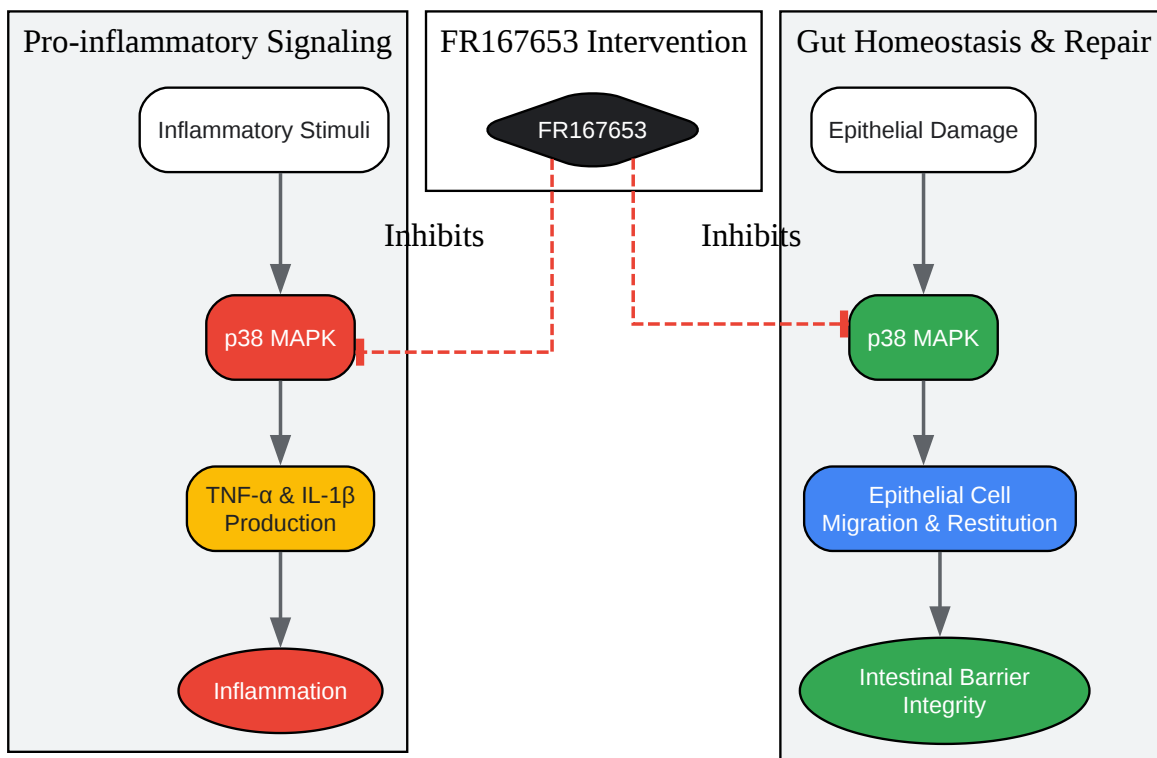 Pro-inflammatory Signaling
Inflammatory Stimuli
p38 MAPK
TNF-α & IL-1β
Production
Inflammation
FR167653 Intervention
FR167653
Inhibits
Inhibits
Gut Homeostasis & Repair
Epithelial Damage
p38 MAPK
Epithelial Cell
Migration & Restitution
Intestinal Barrier
Integrity